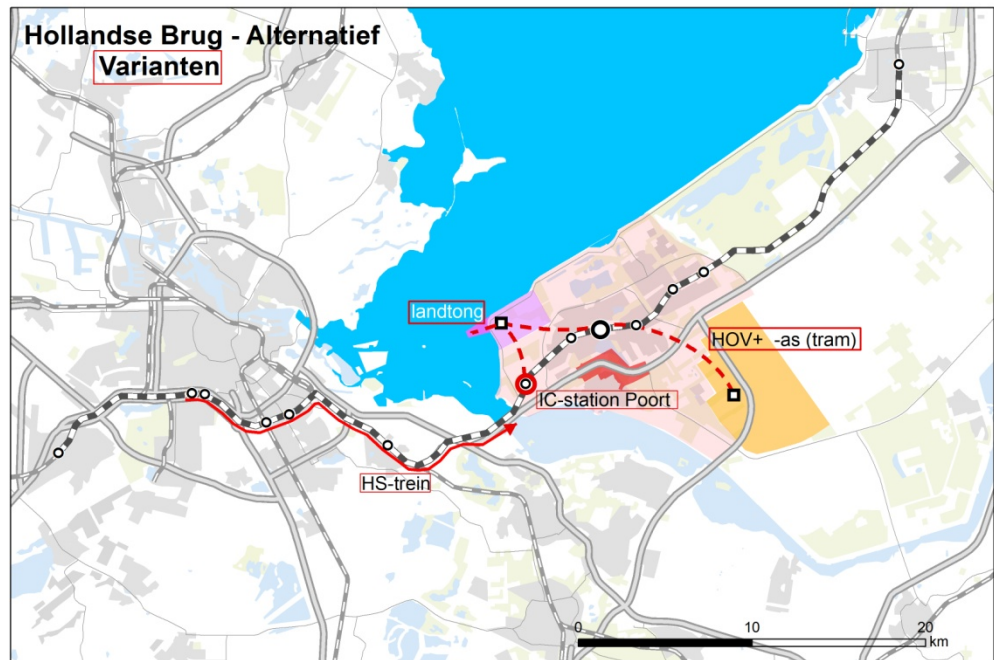 Hollandse Brug - Alternatief
Varianten
landtong
HOV+ -as (tram)
IC-station Poort
HS-trein
0 10 20
km